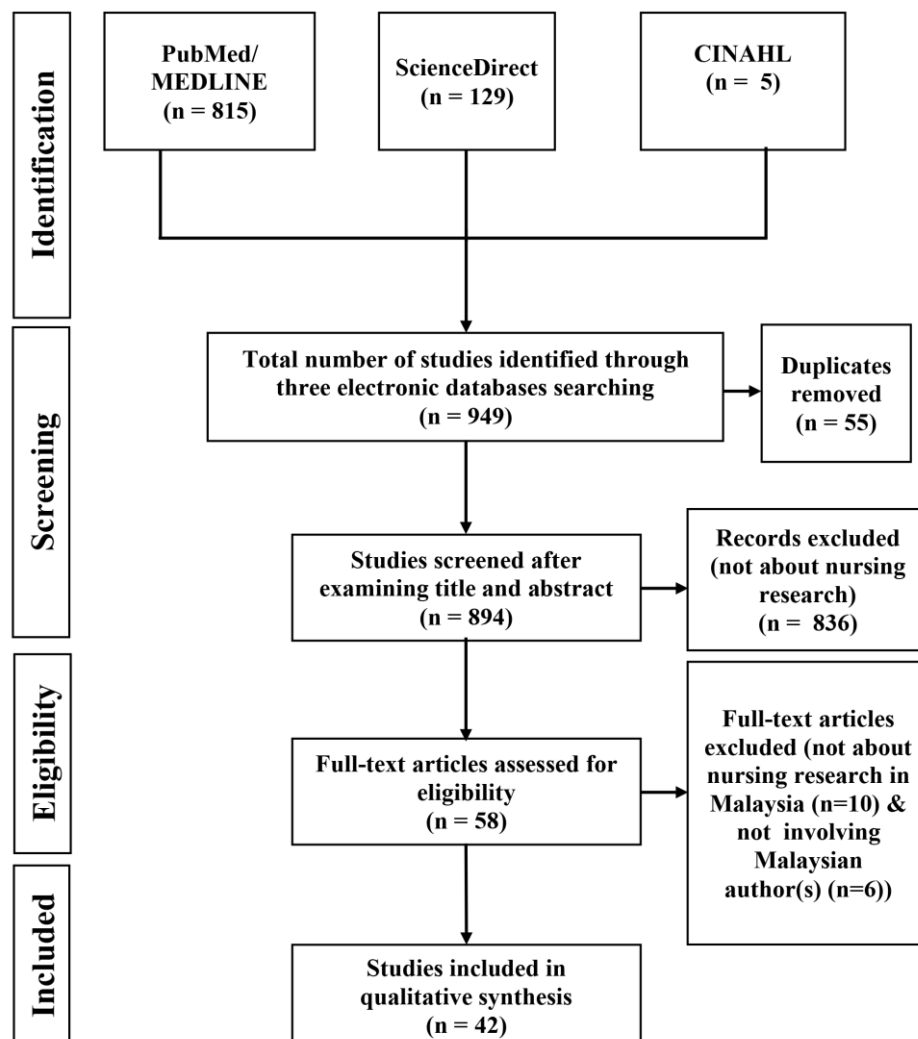 Identification
PubMed/
MEDLINE
(n = 815)
ScienceDirect
(n = 129)
CINAHL
(n =  5)
Screening
Total number of studies identified through
three electronic databases searching
(n = 949)
Duplicates
removed
(n = 55)
Studies screened after
examining title and abstract
(n = 894)
Records excluded
(not about nursing
research)
(n =  836)
Eligibility
Full-text articles assessed for
eligibility
(n = 58)
Full-text articles
excluded (not about
nursing research in
Malaysia (n=10) &
not  involving
Malaysian
author(s) (n=6))
Included
Studies included in
qualitative synthesis
(n = 42)